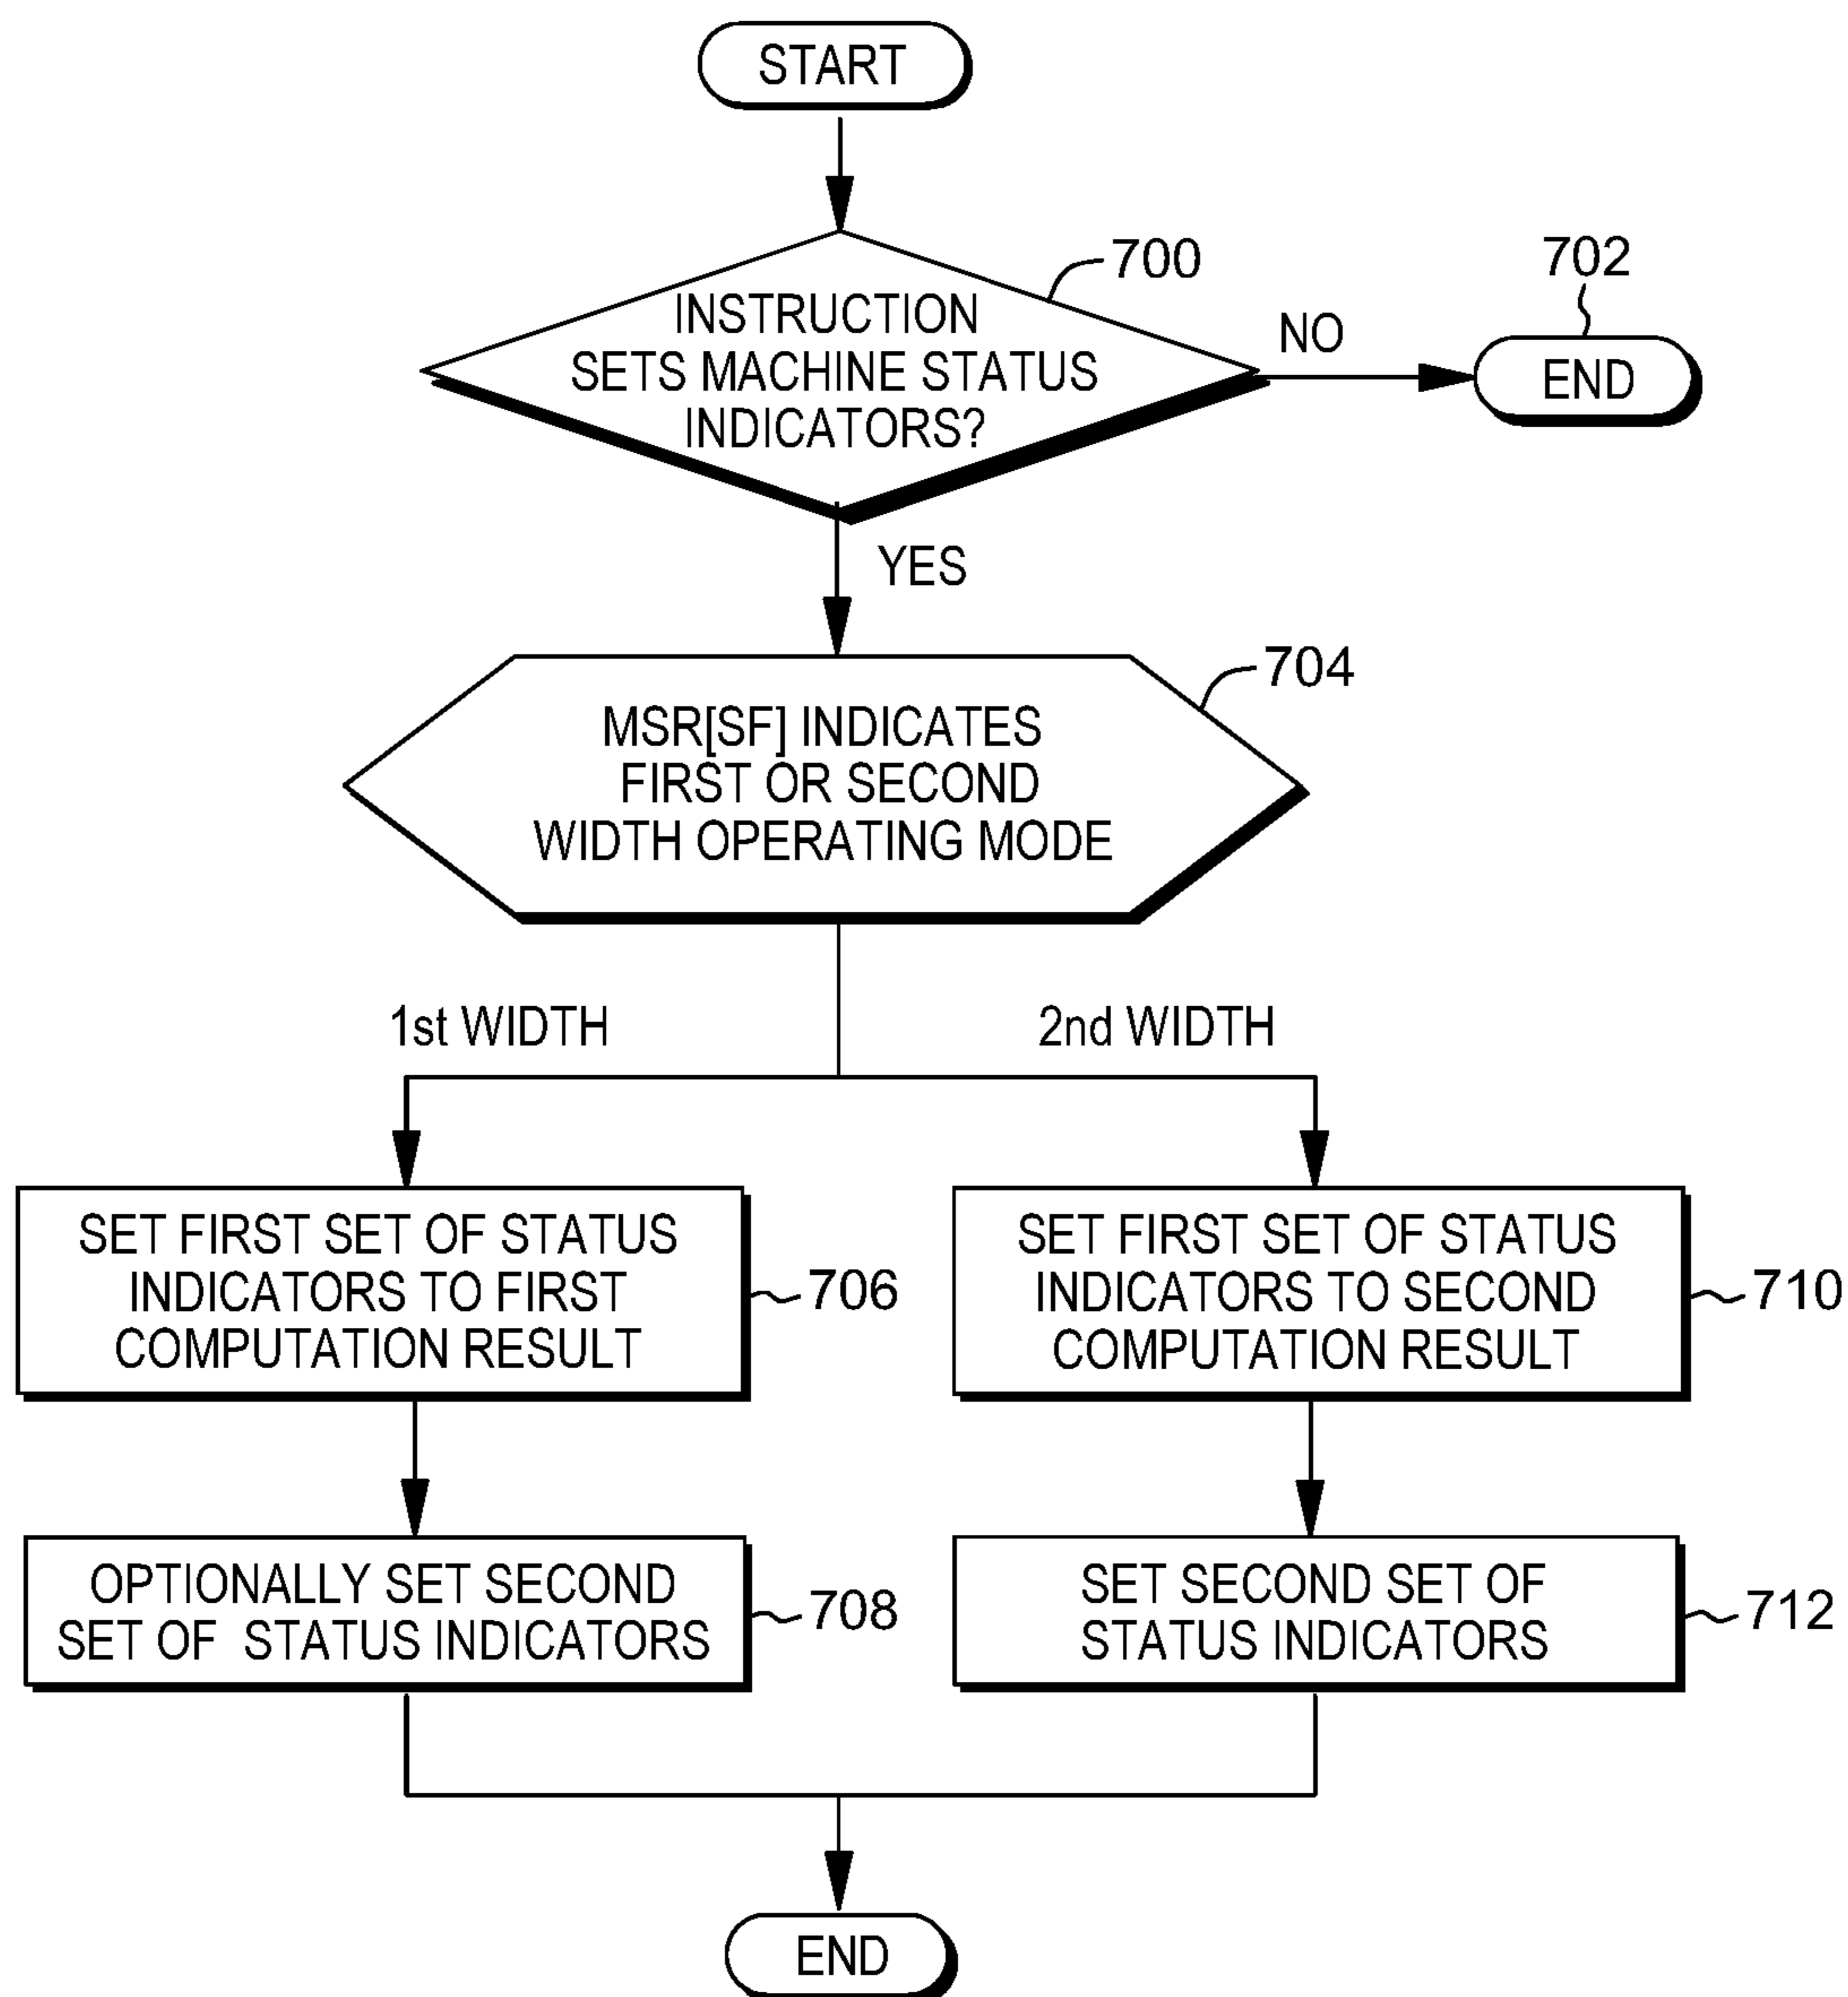 START
700
702
INSTRUCTION
SETS MACHINE STATUS
INDICATORS?
NO
END
YES
704
MSR[SF] INDICATES
FIRST OR SECOND
WIDTH OPERATING MODE
1st WIDTH
2nd WIDTH
SET FIRST SET OF STATUS
INDICATORS TO FIRST
COMPUTATION RESULT
706
SET FIRST SET OF STATUS
INDICATORS TO SECOND
COMPUTATION RESULT
710
OPTIONALLY SET SECOND
SET OF STATUS INDICATORS
708
SET SECOND SET OF
STATUS INDICATORS
712
END